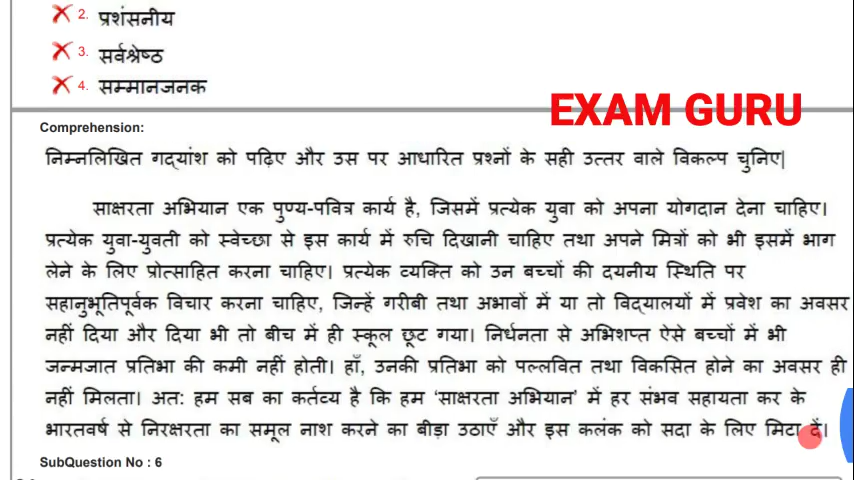 2. प्रशंसनीय
3. सर्वश्रेष्ठ
4. सम्मानजनक
EXAM GURU
Comprehension:
निम्नलिखित गद्यांश को पढ़िए और उस पर आधारित प्रश्नों के सही उत्तर वाले विकल्प चुनिए|
साक्षरता अभियान एक पुण्य-पवित्र कार्य है, जिसमें प्रत्येक युवा को अपना योगदान देना चाहिए।
प्रत्येक युवा-युवती को स्वेच्छा से इस कार्य में रुचि दिखानी चाहिए तथा अपने मित्रों को भी इसमें भाग
लेने के लिए प्रोत्साहित करना चाहिए। प्रत्येक व्यक्ति को उन बच्चों की दयनीय स्थिति पर
सहानुभूतिपूर्वक विचार करना चाहिए, जिन्हें गरीबी तथा अभावों में या तो विद्यालयों में प्रवेश का अवसर
नहीं दिया और दिया भी तो बीच में ही स्कूल छूट गया। निर्धनता से अभिशप्त ऐसे बच्चों में भी
जन्मजात प्रतिभा की कमी नहीं होती। हाँ, उनकी प्रतिभा को पल्लवित तथा विकसित होने का अवसर ही
नहीं मिलता। अत: हम सब का कर्तव्य है कि हम 'साक्षरता अभियान' में हर संभव सहायता कर के
भारतवर्ष से निरक्षरता का समूल नाश करने का बीड़ा उठाएँ और इस कलंक को सदा के लिए मिटा दें।
SubQuestion No : 6